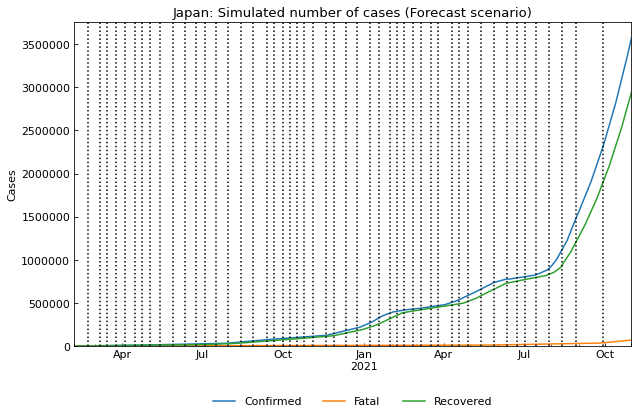 Japan: Simulated number of cases (Forecast scenario)
3500000
3000000
2500000
2000000
1500000
1000000
500000
0
Cases
Apr Jul Oct Jan Apr Jul Oct
2021
Confirmed Fatal Recovered